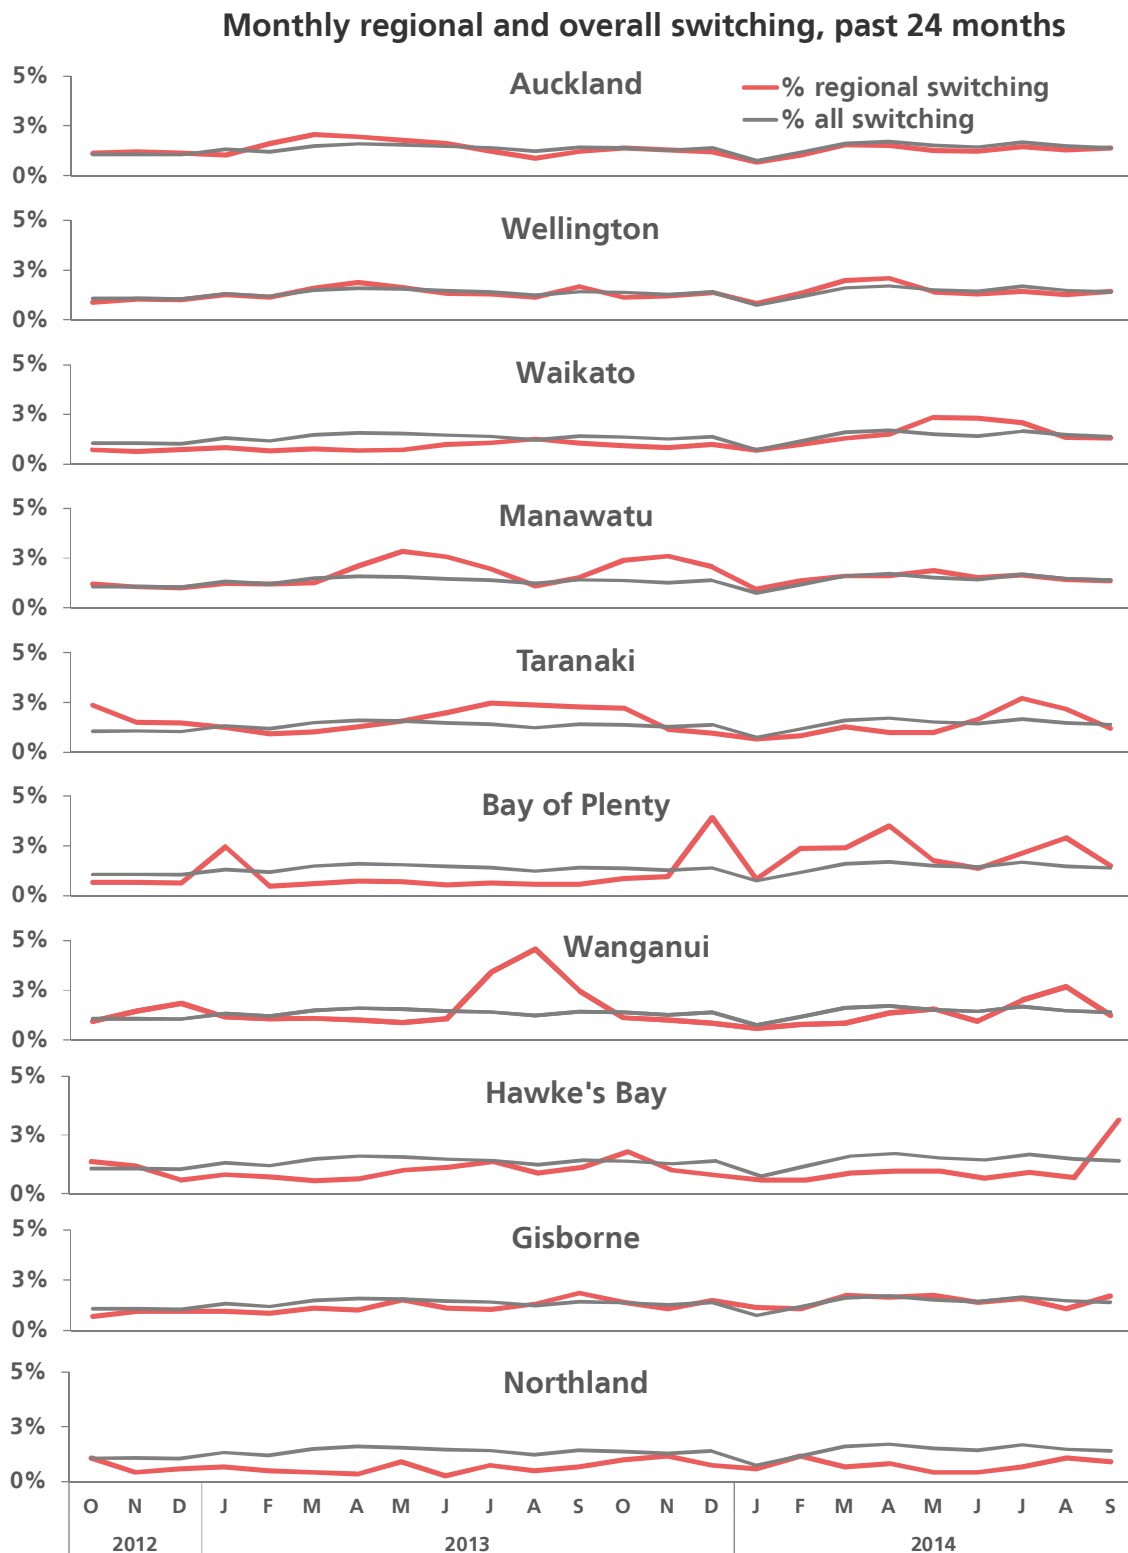 Monthly regional and overall switching, past 24 months
5%
3%
0%
Auckland
% regional switching
% all switching
5%
3%
0%
Wellington
5%
3%
0%
Waikato
5%
3%
0%
Manawatu
5%
3%
0%
Taranaki
5%
3%
0%
Bay of Plenty
5%
3%
0%
Wanganui
5%
3%
0%
Hawke's Bay
5%
3%
0%
Gisborne
5%
3%
0%
Northland
O N D J F M A M J J A S O N D J F M A M J J A S
2012 2013 2014